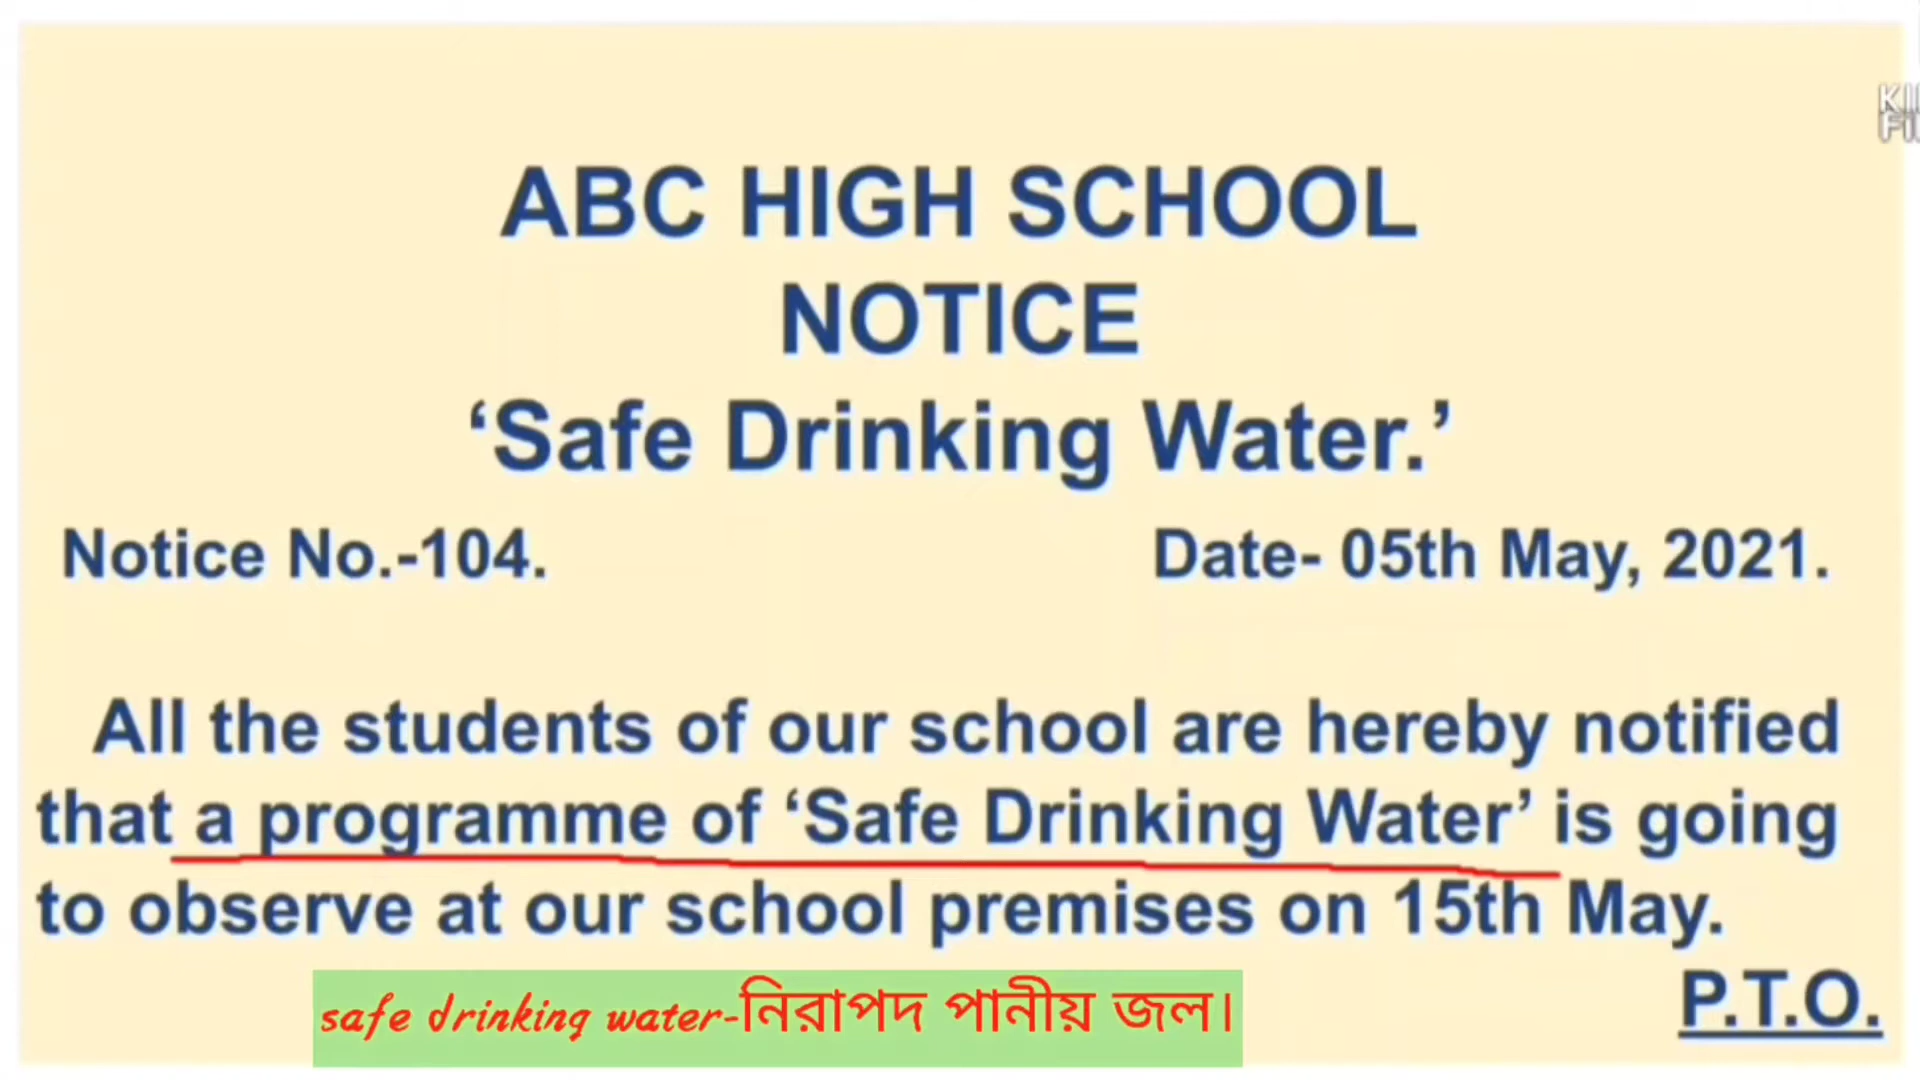 ABC HIGH SCHOOL
NOTICE
‘Safe Drinking Water.’
Notice No.-104. Date- 05th May, 2021.
All the students of our school are hereby notified
that a programme of ‘Safe Drinking Water’ is going
to observe at our school premises on 15th May.
P.T.O.
safe drinking water-নিরাপদ পানীয় জল।